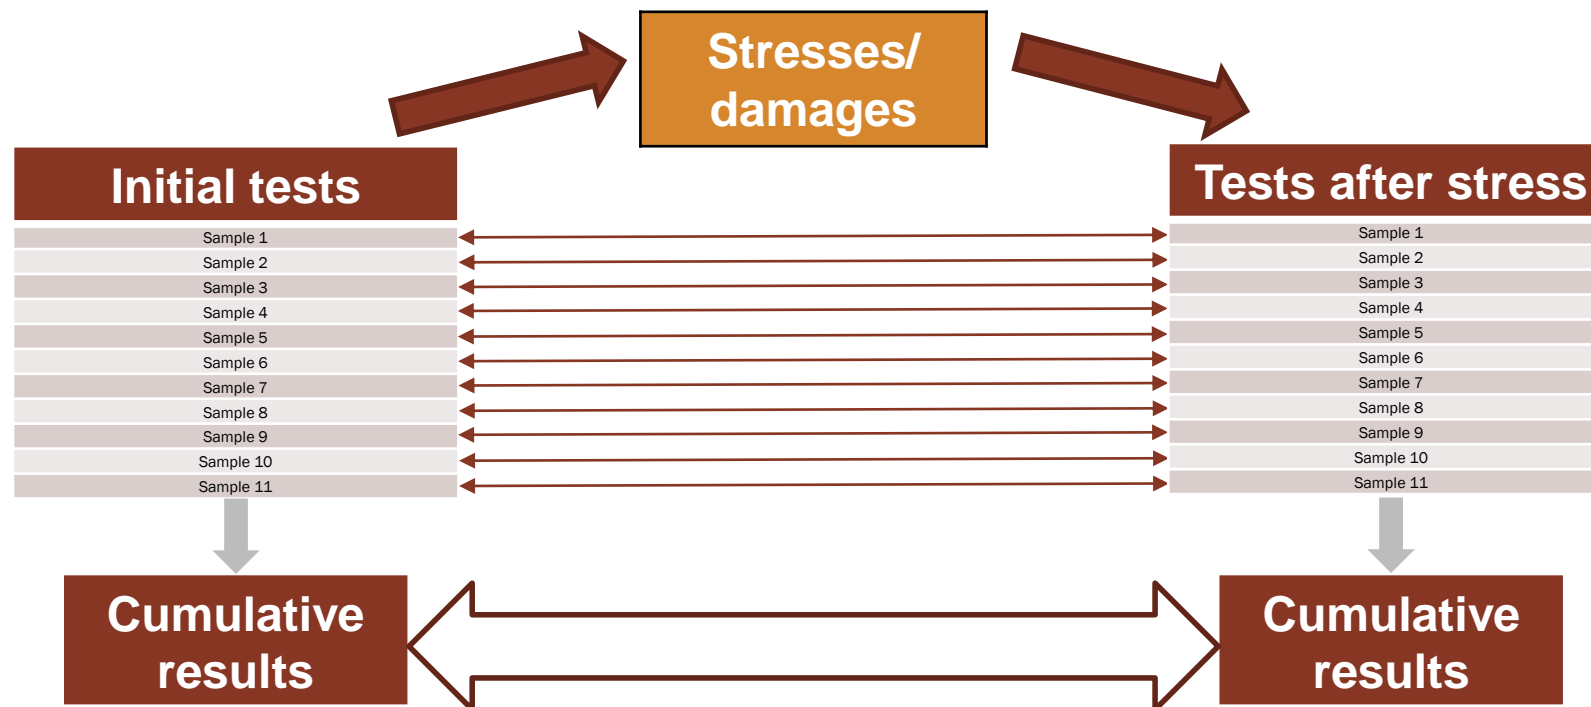 Stresses/
damages
Initial tests
Sample 1
Sample 2
Sample 3
Sample 4
Sample 5
Sample 6
Sample 7
Sample 8
Sample 9
Sample 10
Sample 11
Cumulative
results
Tests after stress
Sample 1
Sample 2
Sample 3
Sample 4
Sample 5
Sample 6
Sample 7
Sample 8
Sample 9
Sample 10
Sample 11
Cumulative
results